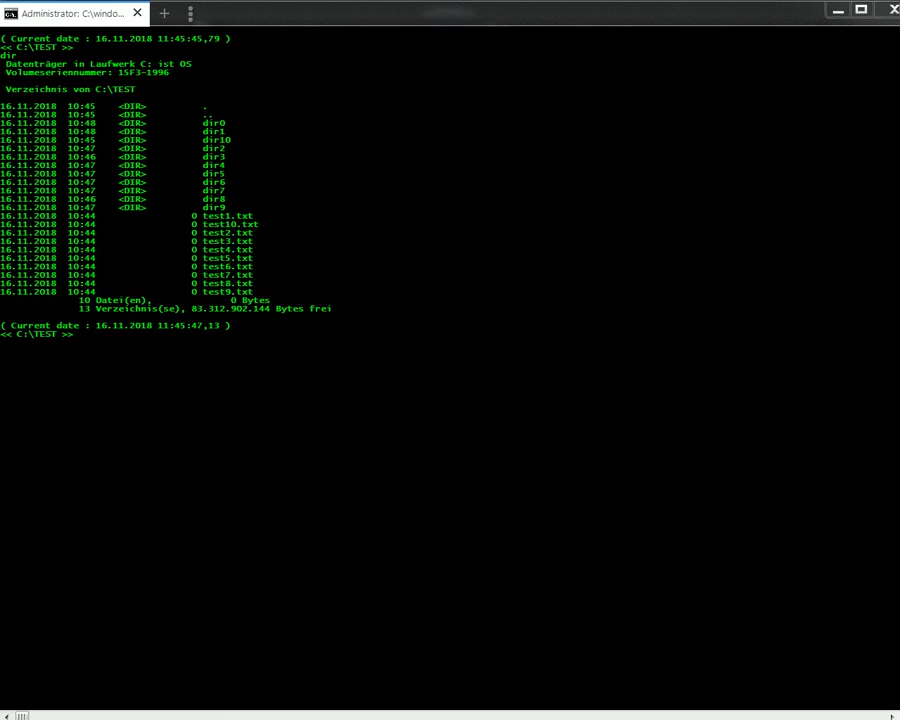 Administrator: C:\windo...
( Current date : 16.11.2018 11:45:45,79 )
<< C:\TEST >>
dir
 Datenträger in Laufwerk C: ist OS
 Volumeseriennummer: 15F3-1996

 Verzeichnis von C:\TEST

16.11.2018  10:45    <DIR>          .
16.11.2018  10:45    <DIR>          ..
16.11.2018  10:48    <DIR>          dir0
16.11.2018  10:48    <DIR>          dir1
16.11.2018  10:45    <DIR>          dir10
16.11.2018  10:47    <DIR>          dir2
16.11.2018  10:46    <DIR>          dir3
16.11.2018  10:47    <DIR>          dir4
16.11.2018  10:47    <DIR>          dir5
16.11.2018  10:47    <DIR>          dir6
16.11.2018  10:47    <DIR>          dir7
16.11.2018  10:46    <DIR>          dir8
16.11.2018  10:47    <DIR>          dir9
16.11.2018  10:44                 0 test1.txt
16.11.2018  10:44                 0 test10.txt
16.11.2018  10:44                 0 test2.txt
16.11.2018  10:44                 0 test3.txt
16.11.2018  10:44                 0 test4.txt
16.11.2018  10:44                 0 test5.txt
16.11.2018  10:44                 0 test6.txt
16.11.2018  10:44                 0 test7.txt
16.11.2018  10:44                 0 test8.txt
16.11.2018  10:44                 0 test9.txt
              10 Datei(en),              0 Bytes
              13 Verzeichnis(se), 83.312.902.144 Bytes frei

( Current date : 16.11.2018 11:45:47,13 )
<< C:\TEST >>